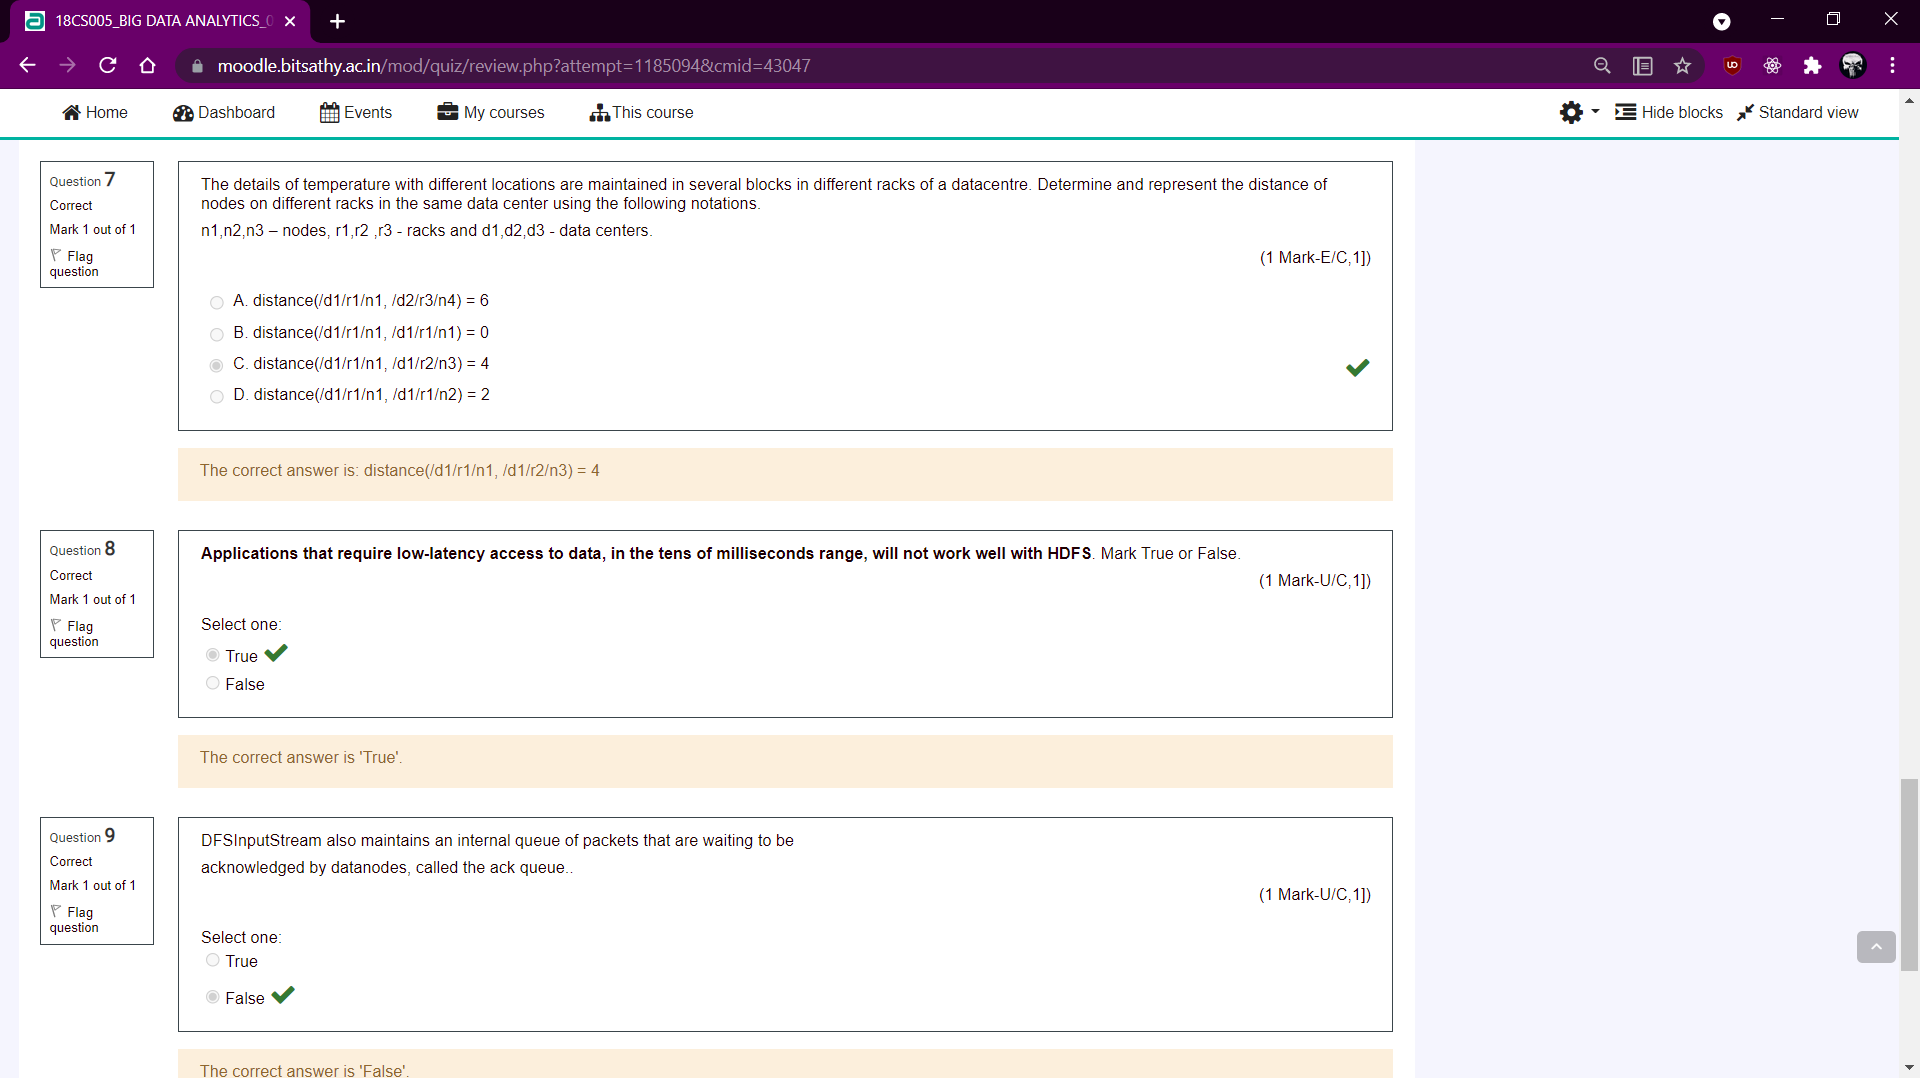 18CS005_BIG DATA ANALYTICS_0
moodle.bitsathy.ac.in/mod/quiz/review.php?attempt=1185094&cmid=43047
Home Dashboard Events My courses This course Hide blocks Standard view
Question 7
Correct
Mark 1 out of 1
Flag question
The details of temperature with different locations are maintained in several blocks in different racks of a datacentre. Determine and represent the distance of
nodes on different racks in the same data center using the following notations.
n1,n2,n3 – nodes, r1,r2 ,r3 - racks and d1,d2,d3 - data centers.
(1 Mark-E/C,1])
A. distance(/d1/r1/n1, /d2/r3/n4) = 6
B. distance(/d1/r1/n1, /d1/r1/n1) = 0
C. distance(/d1/r1/n1, /d1/r2/n3) = 4
D. distance(/d1/r1/n1, /d1/r1/n2) = 2
The correct answer is: distance(/d1/r1/n1, /d1/r2/n3) = 4
Question 8
Correct
Mark 1 out of 1
Flag question
Applications that require low-latency access to data, in the tens of milliseconds range, will not work well with HDFS. Mark True or False.
(1 Mark-U/C,1])
Select one:
True
False
The correct answer is 'True'.
Question 9
Correct
Mark 1 out of 1
Flag question
DFSInputStream also maintains an internal queue of packets that are waiting to be
acknowledged by datanodes, called the ack queue..
(1 Mark-U/C,1])
Select one:
True
False
The correct answer is 'False'.